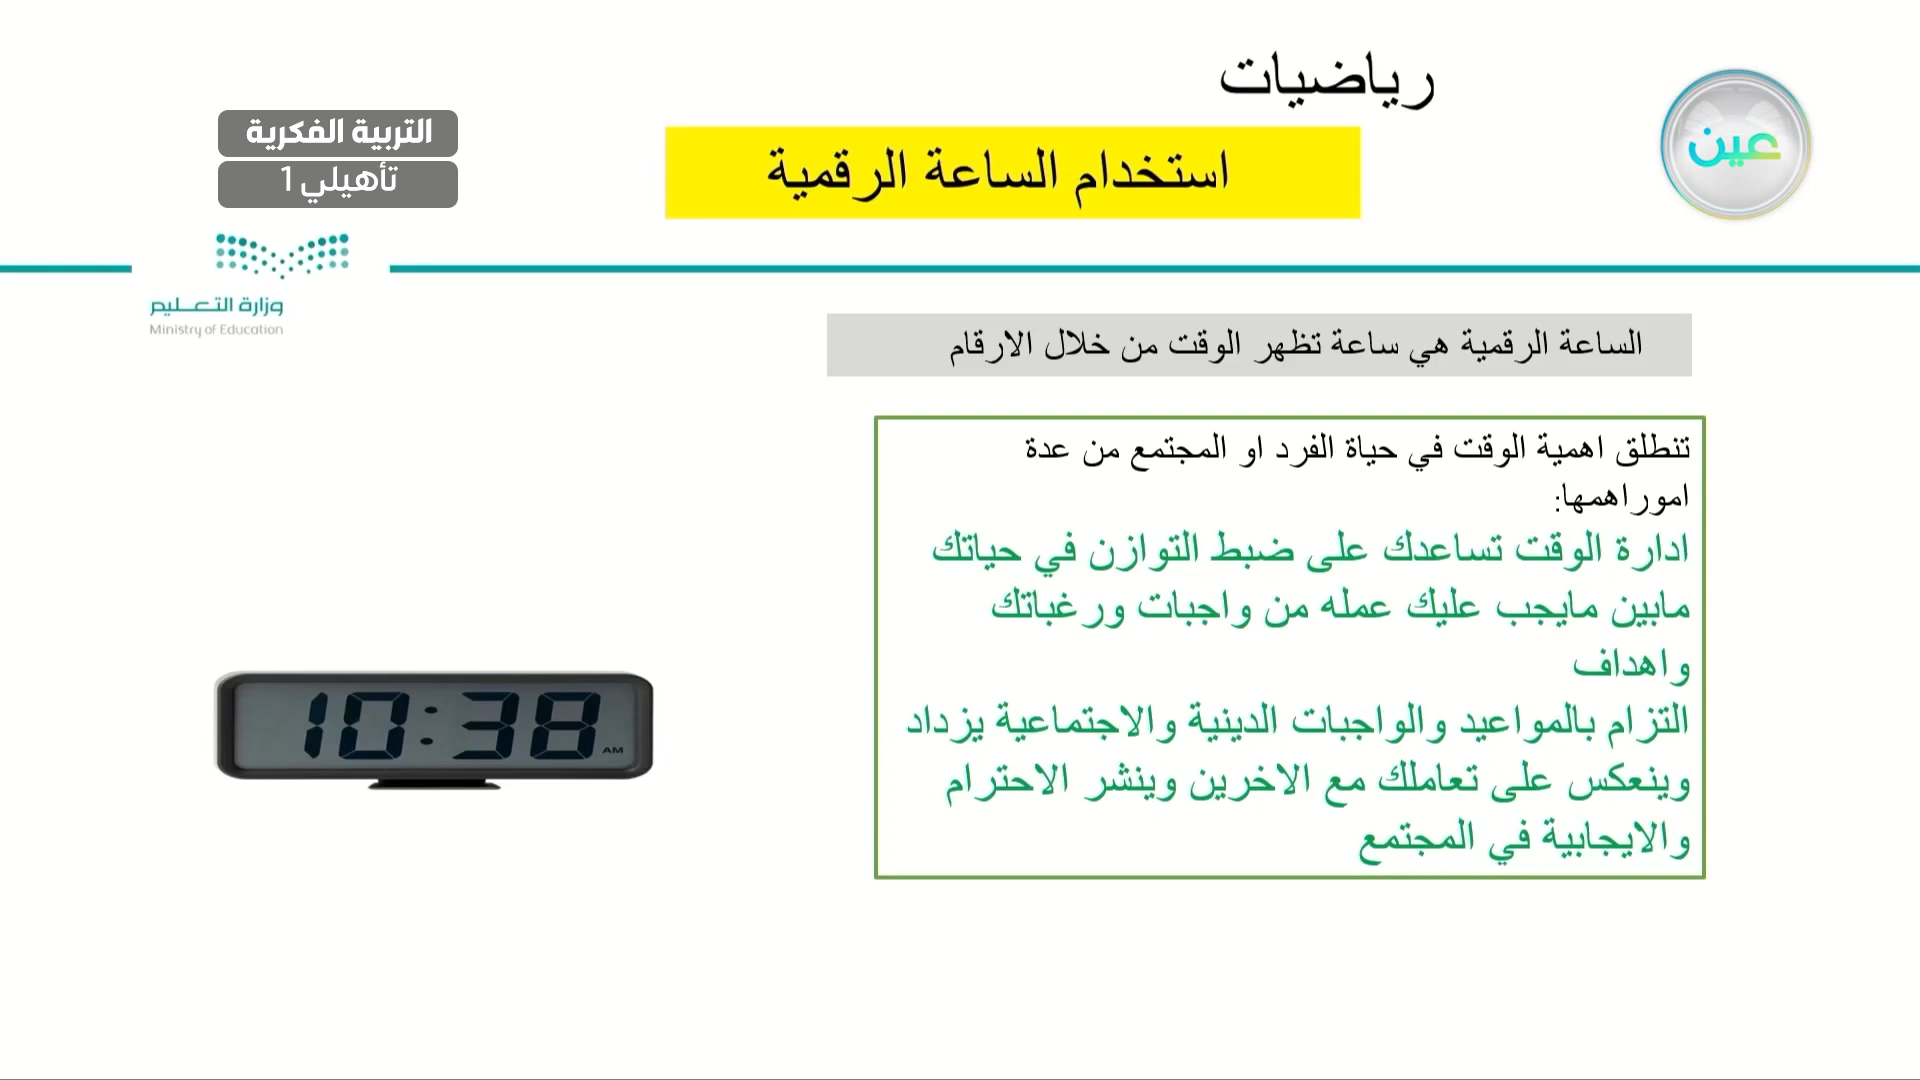 رياضيات
عين
التربية الفكرية
تأهيلي 1
استخدام الساعة الرقمية
وزارة التعـــليم
Ministry of Education
الساعة الرقمية هي ساعة تظهر الوقت من خلال الارقام
تنطلق اهمية الوقت في حياة الفرد او المجتمع من عدة
اموراهمها:
ادارة الوقت تساعدك على ضبط التوازن في حياتك
مابين مايجب عليك عمله من واجبات ورغباتك
واهداف
التزام بالمواعيد والواجبات الدينية والاجتماعية يزداد
وينعكس على تعاملك مع الاخرين وينشر الاحترام
والايجابية في المجتمع
10:38 AM